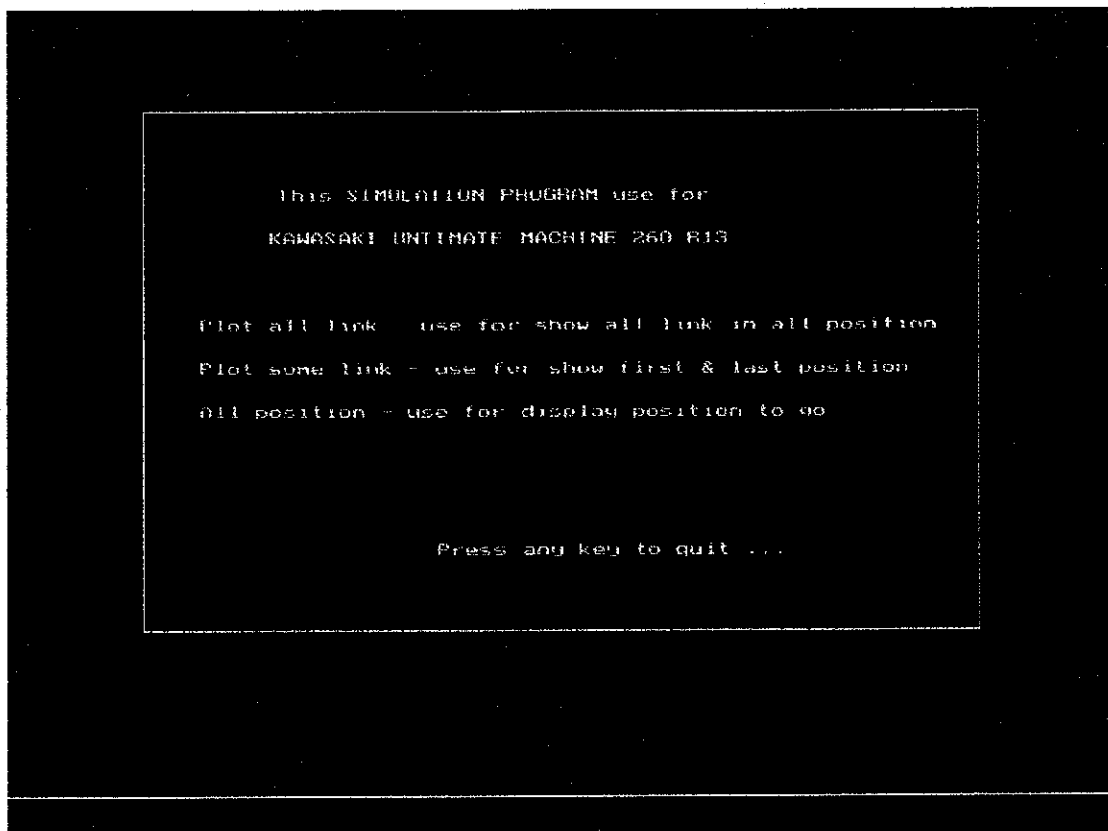 This SIMULATION PROGRAM use for
KAWASAKI UNTIMATE MACHINE 260 R13
Plot all link - use for show all link in all position
Plot some link - use for show first & last position
All position - use for display position to go
Press any key to quit ...